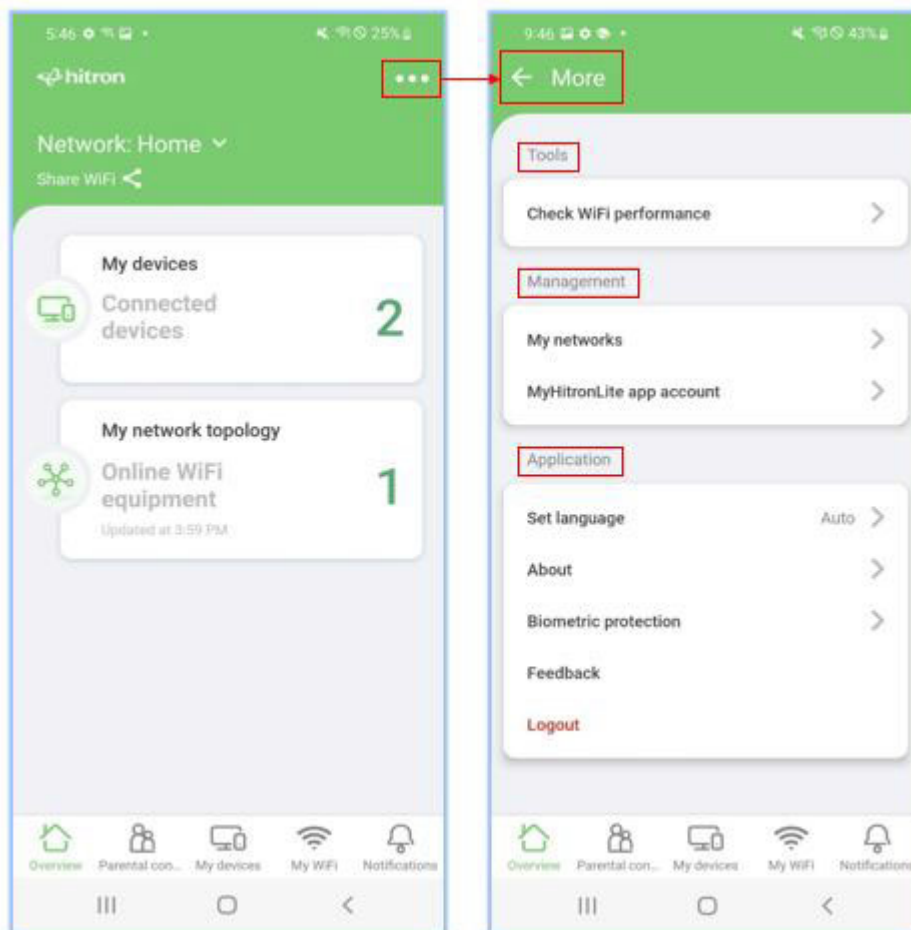 5:46
25%
hitron
Network: Home
Share WiFi
My devices
Connected
devices
2
My network topology
Online WiFi
equipment
1
Updated at 3:59 PM
Overview
Parental con...
My devices
My WiFi
Notifications
9:46
43%
More
Tools
Check WiFi performance
Management
My networks
MyHitronLite app account
Application
Set language
Auto
About
Biometric protection
Feedback
Logout
Overview
Parental con...
My devices
My WiFi
Notifications